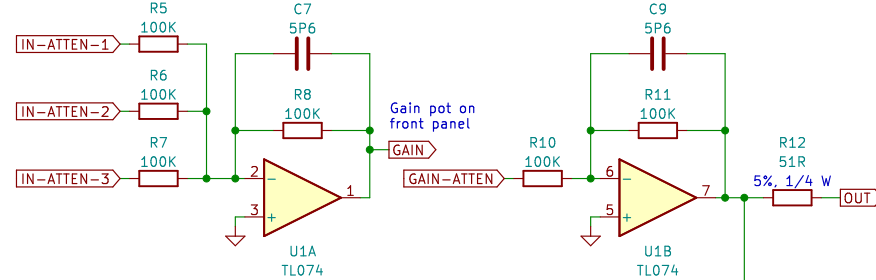 R5
100K
IN-ATTEN-1
R6
100K
IN-ATTEN-2
R7
100K
IN-ATTEN-3
C7
5P6
R8
100K
Gain pot on
front panel
GAIN
2
-
3
+
1
U1A
TL074
GAIN-ATTEN
R10
100K
C9
5P6
R11
100K
6
-
5
+
7
U1B
TL074
R12
51R
5%, 1/4 W
OUT